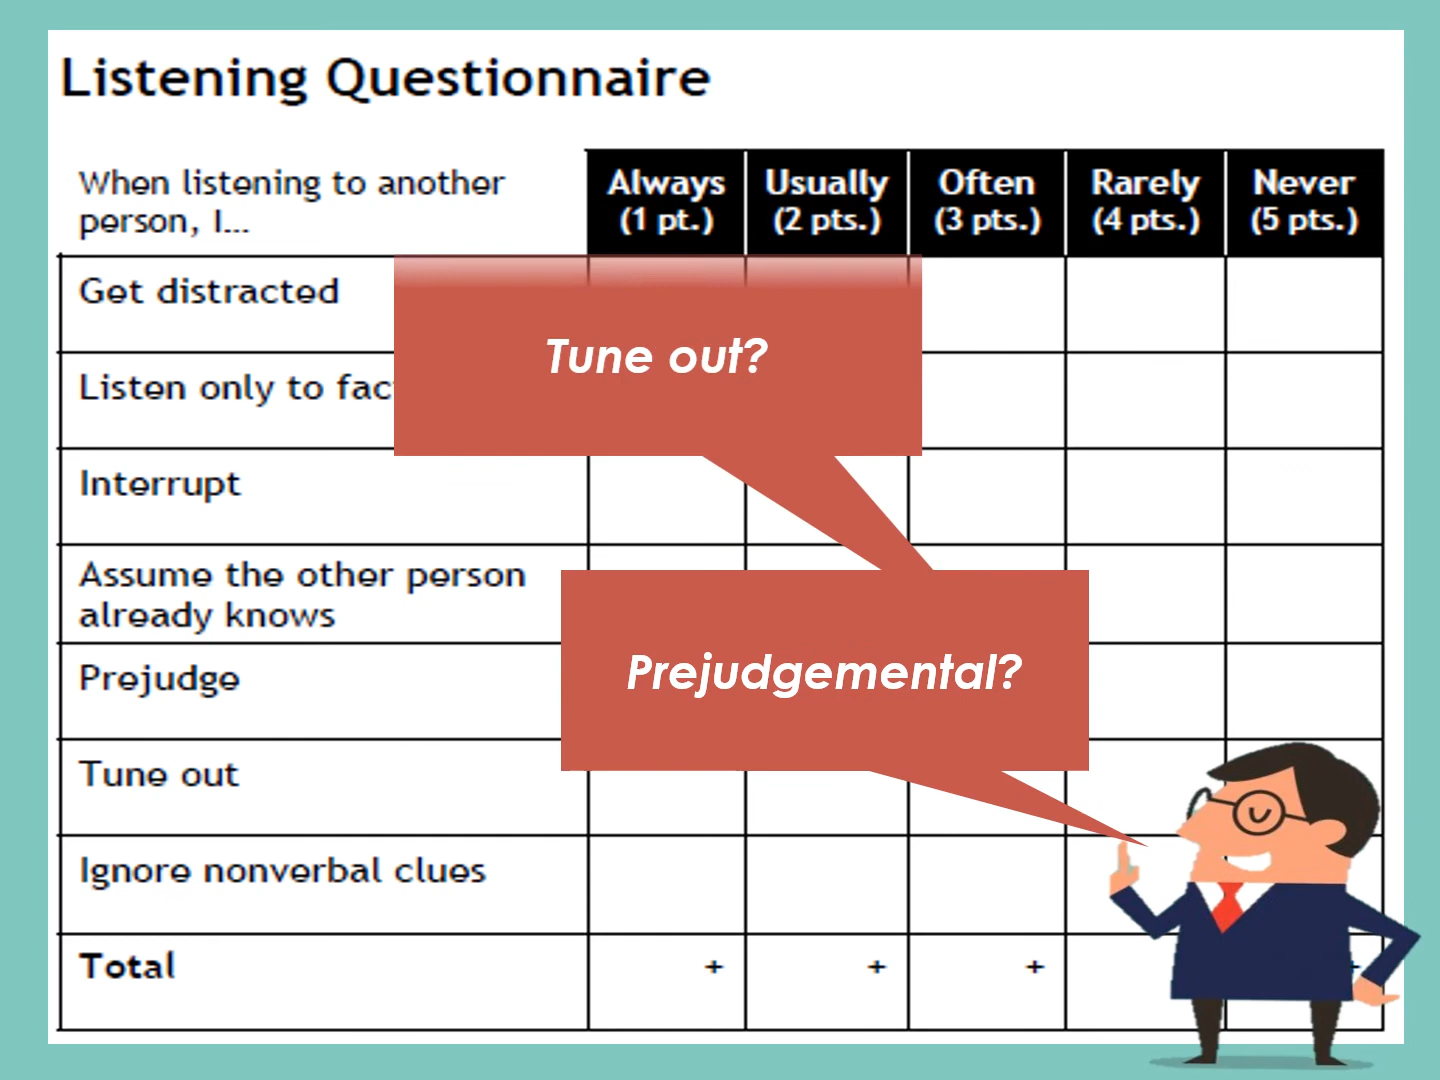 Listening Questionnaire
When listening to another
person, I...
Always
(1 pt.)
Usually
(2 pts.)
Often
(3 pts.)
Rarely
(4 pts.)
Never
(5 pts.)
Get distracted
Tune out?
Listen only to
Interrupt
Assume the other person
already knows
Prejudge
Prejudgemental?
Tune out
Ignore nonverbal clues
Total + + + +